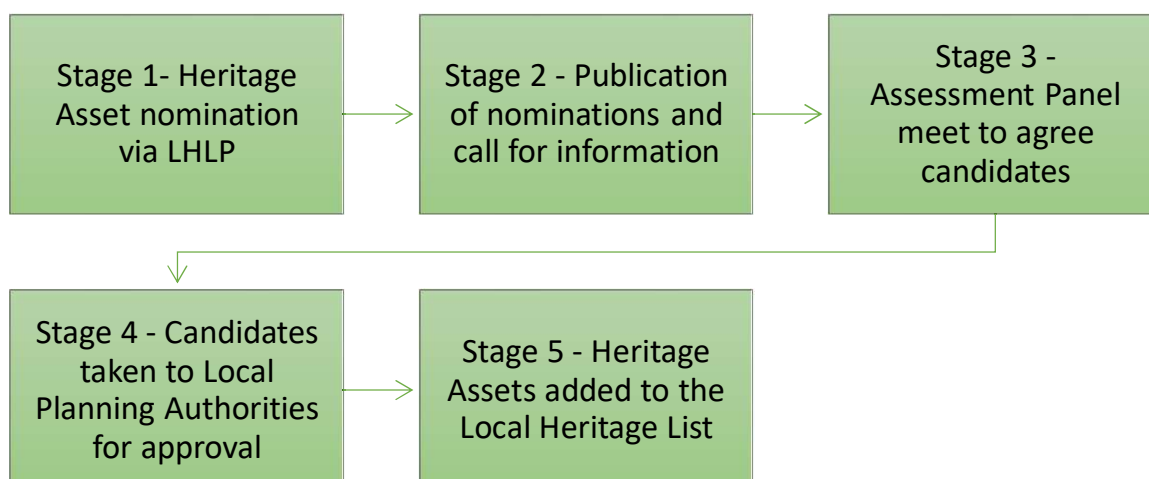 Stage 1- Heritage
Asset nomination
via LHLP
Stage 2 - Publication
of nominations and
call for information
Stage 3 -
Assessment Panel
meet to agree
candidates
Stage 4 - Candidates
taken to Local
Planning Authorities
for approval
Stage 5 - Heritage
Assets added to the
Local Heritage List